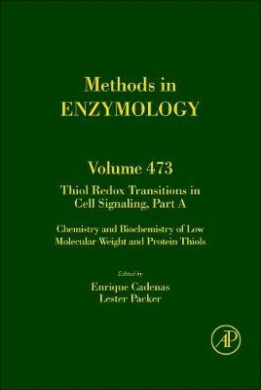 Methods in
ENZYMOLOGY
Volume 473
Thiol Redox Transitions in
Cell Signaling, Part A
Chemistry and Biochemistry of Low
Molecular Weight and Protein Thiols
Edited by
Enrique Cadenas
Lester Packer
AP